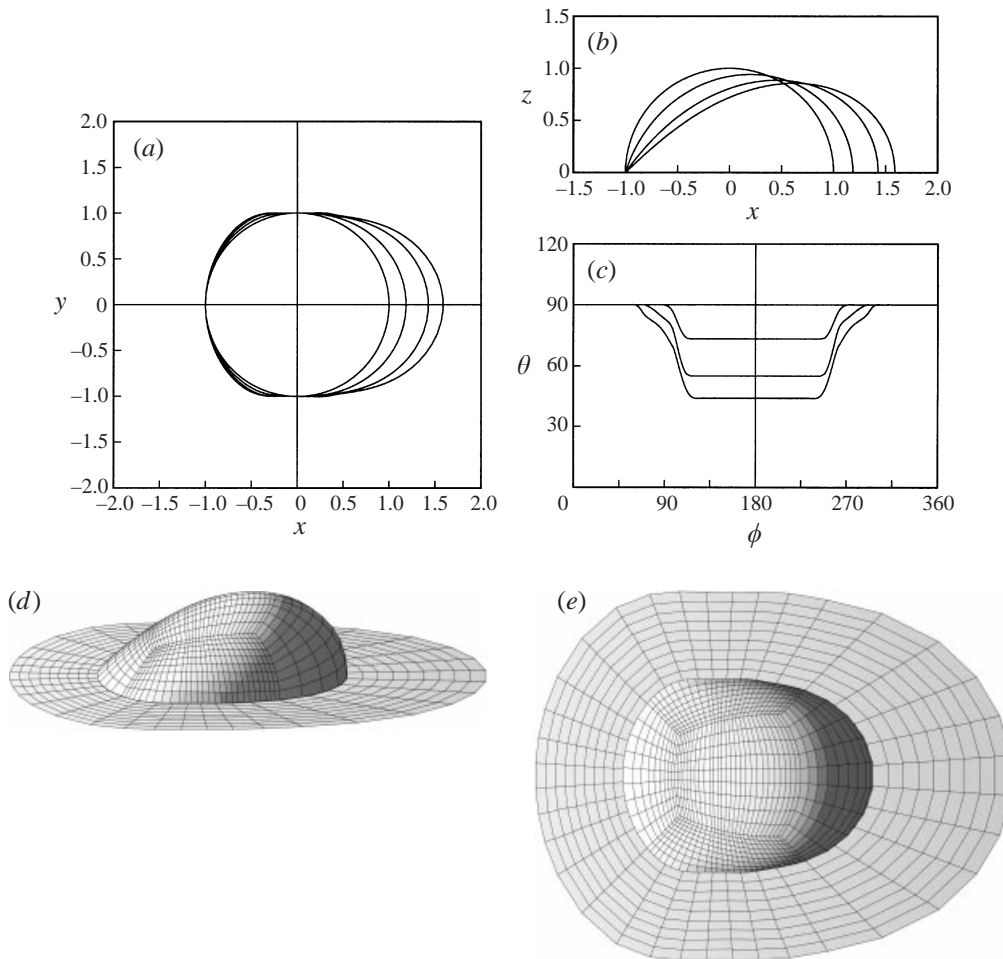 (a)
2.0
1.5
1.0
0.5
y
0
–0.5
–1.0
–1.5
–2.0
–2.0 –1.5 –1.0 –0.5 0 0.5 1.0 1.5 2.0
x
(b)
1.5
1.0
z
0.5
0
–1.5 –1.0 –0.5 0 0.5 1.0 1.5 2.0
x
(c)
120
90
θ
60
30
0 90 180 270 360
ϕ
(d)
(e)